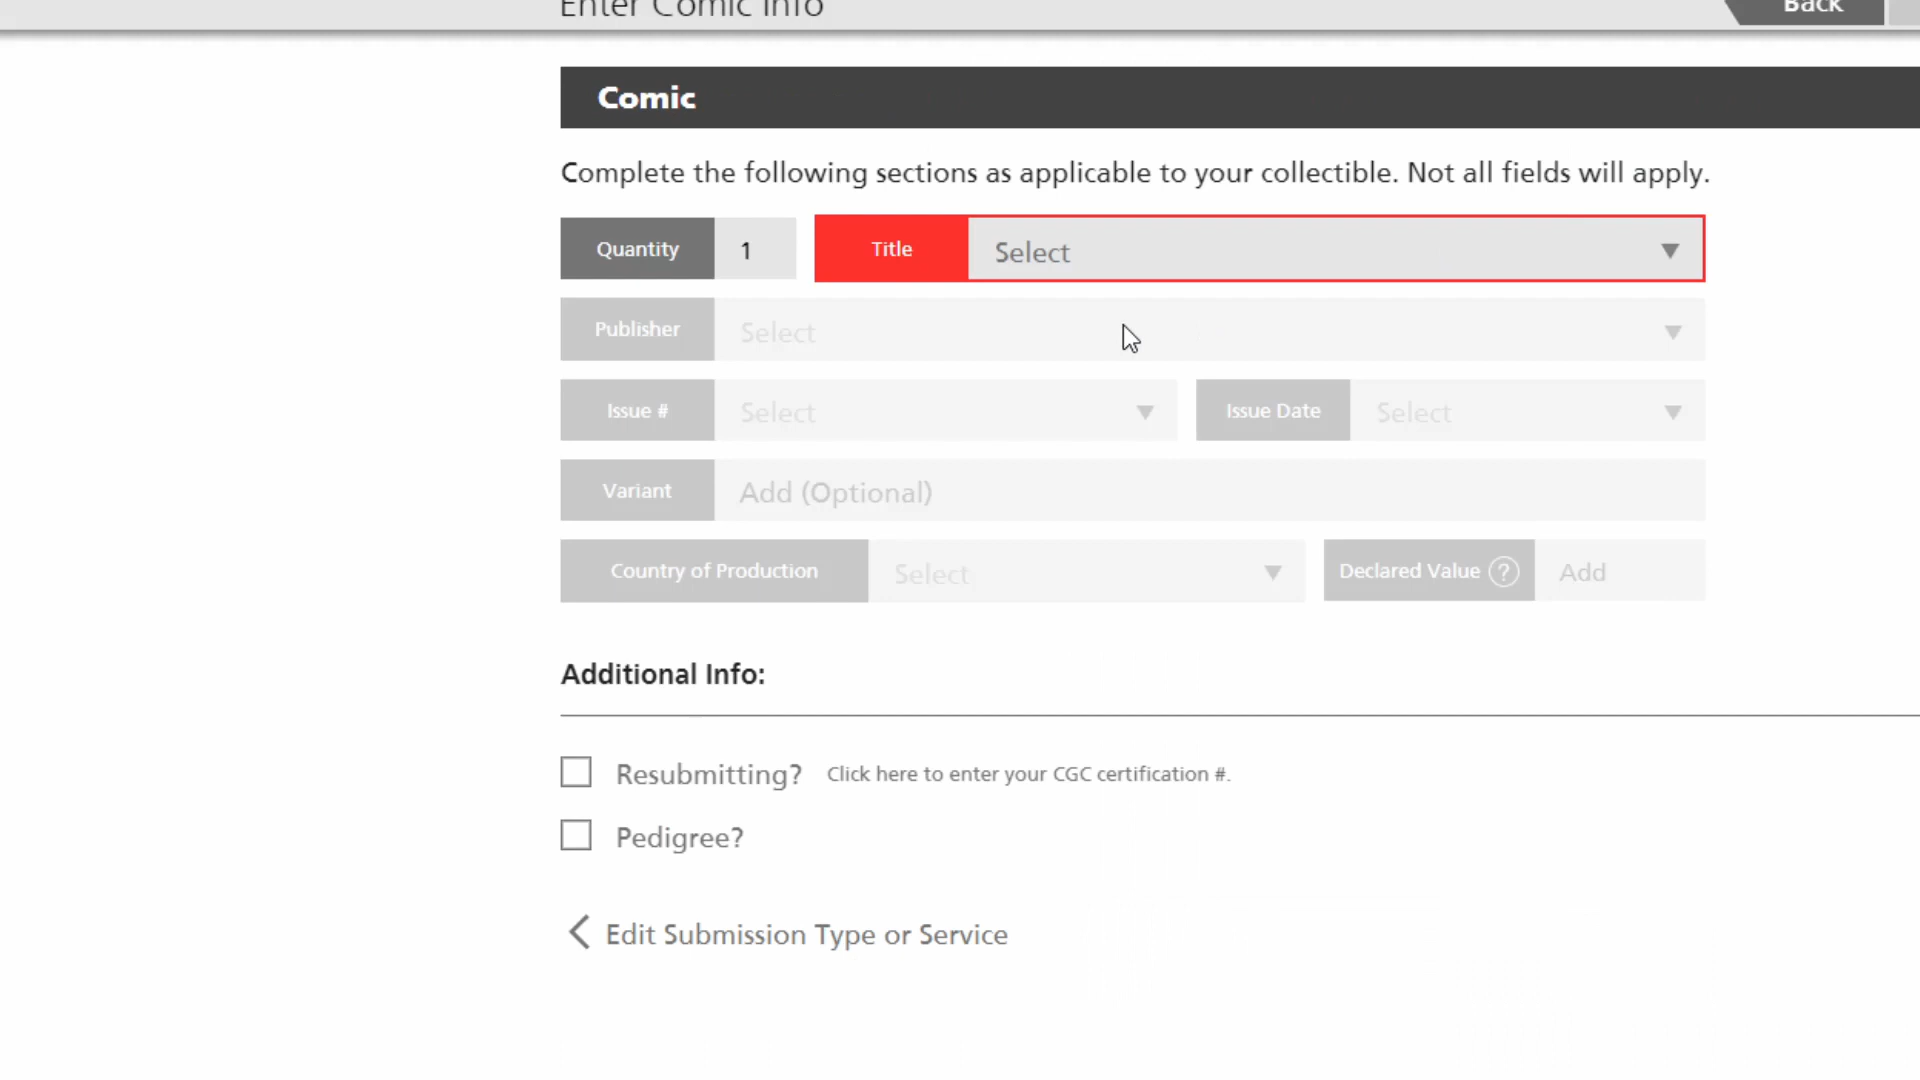 Enter Comic Info
Back
Comic
Complete the following sections as applicable to your collectible. Not all fields will apply.
Quantity 1 Title Select
Publisher Select
Issue # Select Issue Date Select
Variant Add (Optional)
Country of Production Select Declared Value ? Add
Additional Info:
Resubmitting? Click here to enter your CGC certification #.
Pedigree?
Edit Submission Type or Service